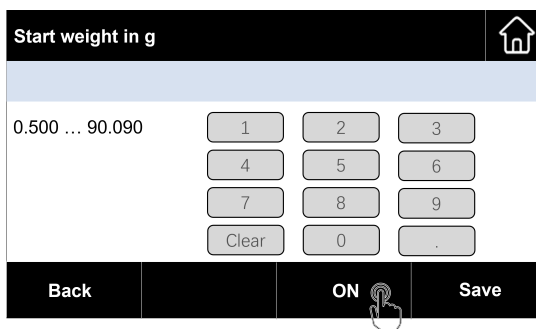 Start weight in g
0.500 … 90.090
1 2 3
4 5 6
7 8 9
Clear 0 .
Back ON Save